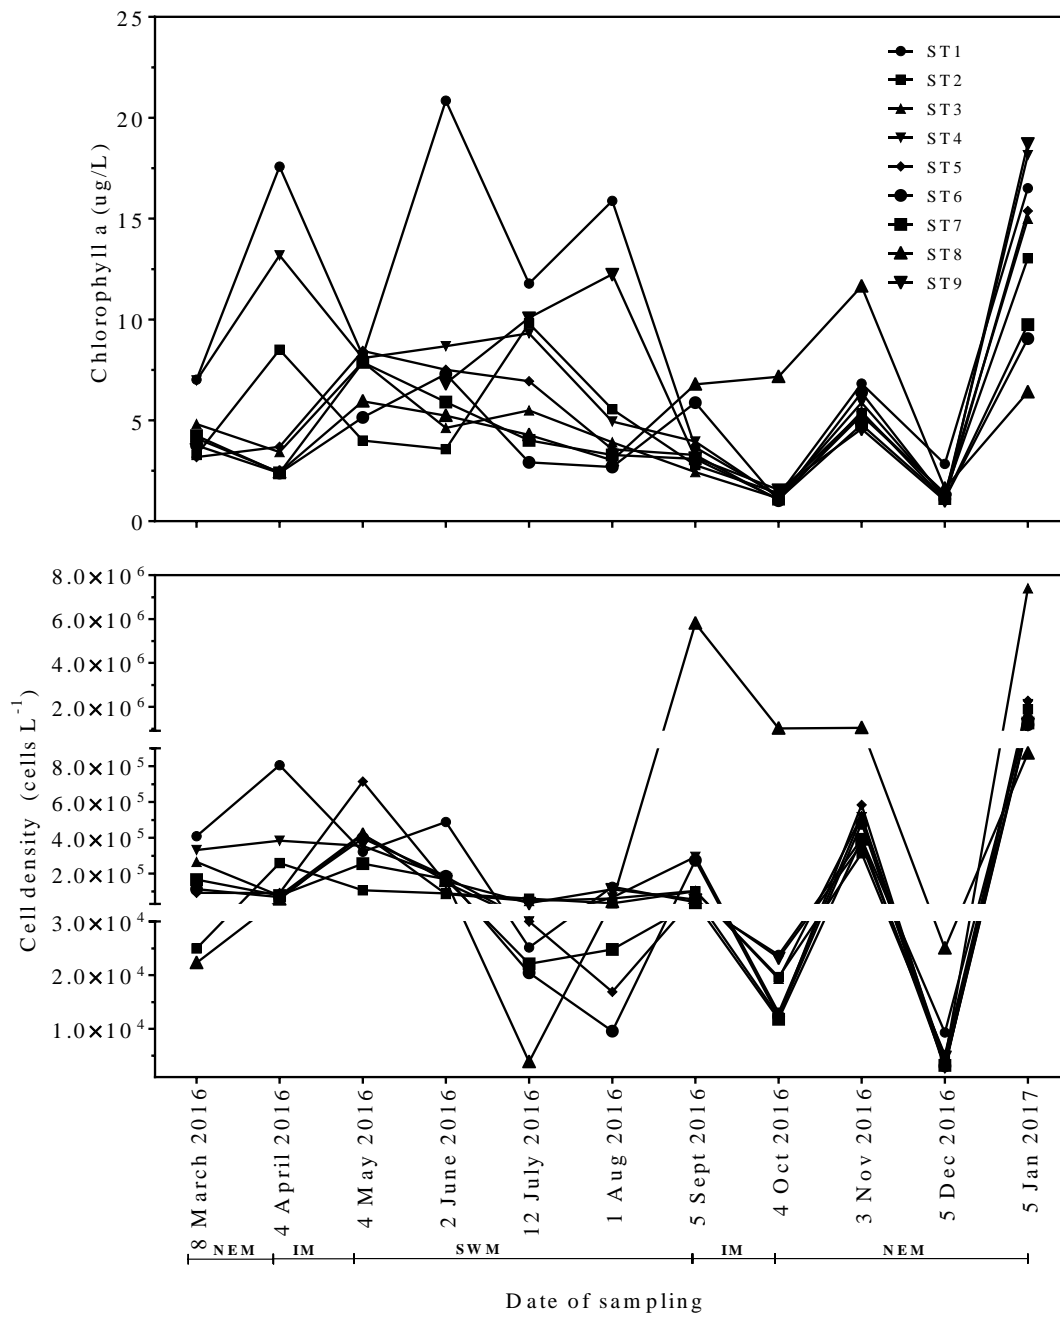 25
20
15
10
5
0
Chlorophyll a (ug/L)
ST1
ST2
ST3
ST4
ST5
ST6
ST7
ST8
ST9
8.0×10⁶
6.0×10⁶
4.0×10⁶
2.0×10⁶
8.0×10⁵
6.0×10⁵
4.0×10⁵
2.0×10⁵
3.0×10⁴
2.0×10⁴
1.0×10⁴
Cell density (cells L⁻¹)
8 March 2016
4 April 2016
4 May 2016
2 June 2016
12 July 2016
1 Aug 2016
5 Sept 2016
4 Oct 2016
3 Nov 2016
5 Dec 2016
5 Jan 2017
NEM IM SWM IM NEM
Date of sampling